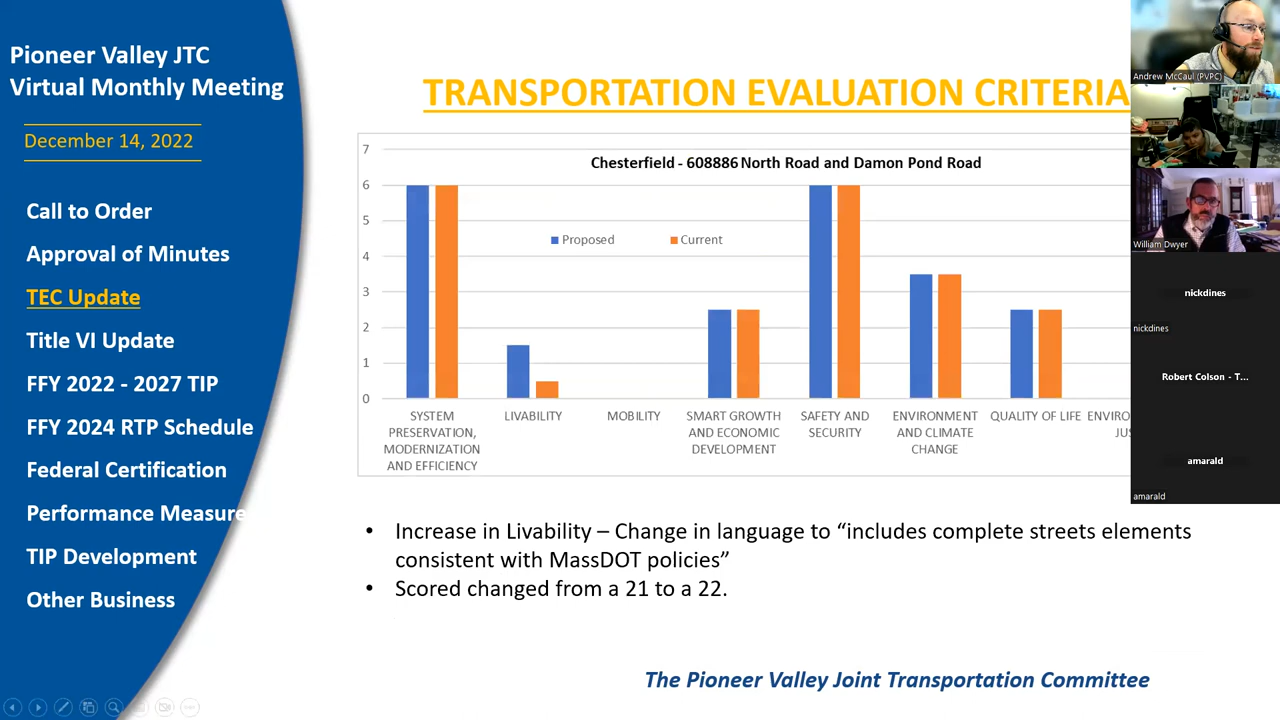 Pioneer Valley JTC
Virtual Monthly Meeting
December 14, 2022
Call to Order
Approval of Minutes
TEC Update
Title VI Update
FFY 2022 - 2027 TIP
FFY 2024 RTP Schedule
Federal Certification
Performance Measure
TIP Development
Other Business
TRANSPORTATION EVALUATION CRITERIA
Chesterfield - 608886 North Road and Damon Pond Road
Proposed
Current
7
6
5
4
3
2
1
0
SYSTEM
PRESERVATION,
MODERNIZATION
AND EFFICIENCY
LIVABILITY
MOBILITY
SMART GROWTH
AND ECONOMIC
DEVELOPMENT
SAFETY AND
SECURITY
ENVIRONMENT
AND CLIMATE
CHANGE
QUALITY OF LIFE
• Increase in Livability – Change in language to “includes complete streets elements
consistent with MassDOT policies”
• Scored changed from a 21 to a 22.
The Pioneer Valley Joint Transportation Committee
Andrew McCaul (PVPC)
William Dwyer
nickdines
nickdines
Robert Colson - T...
amarald
amarald